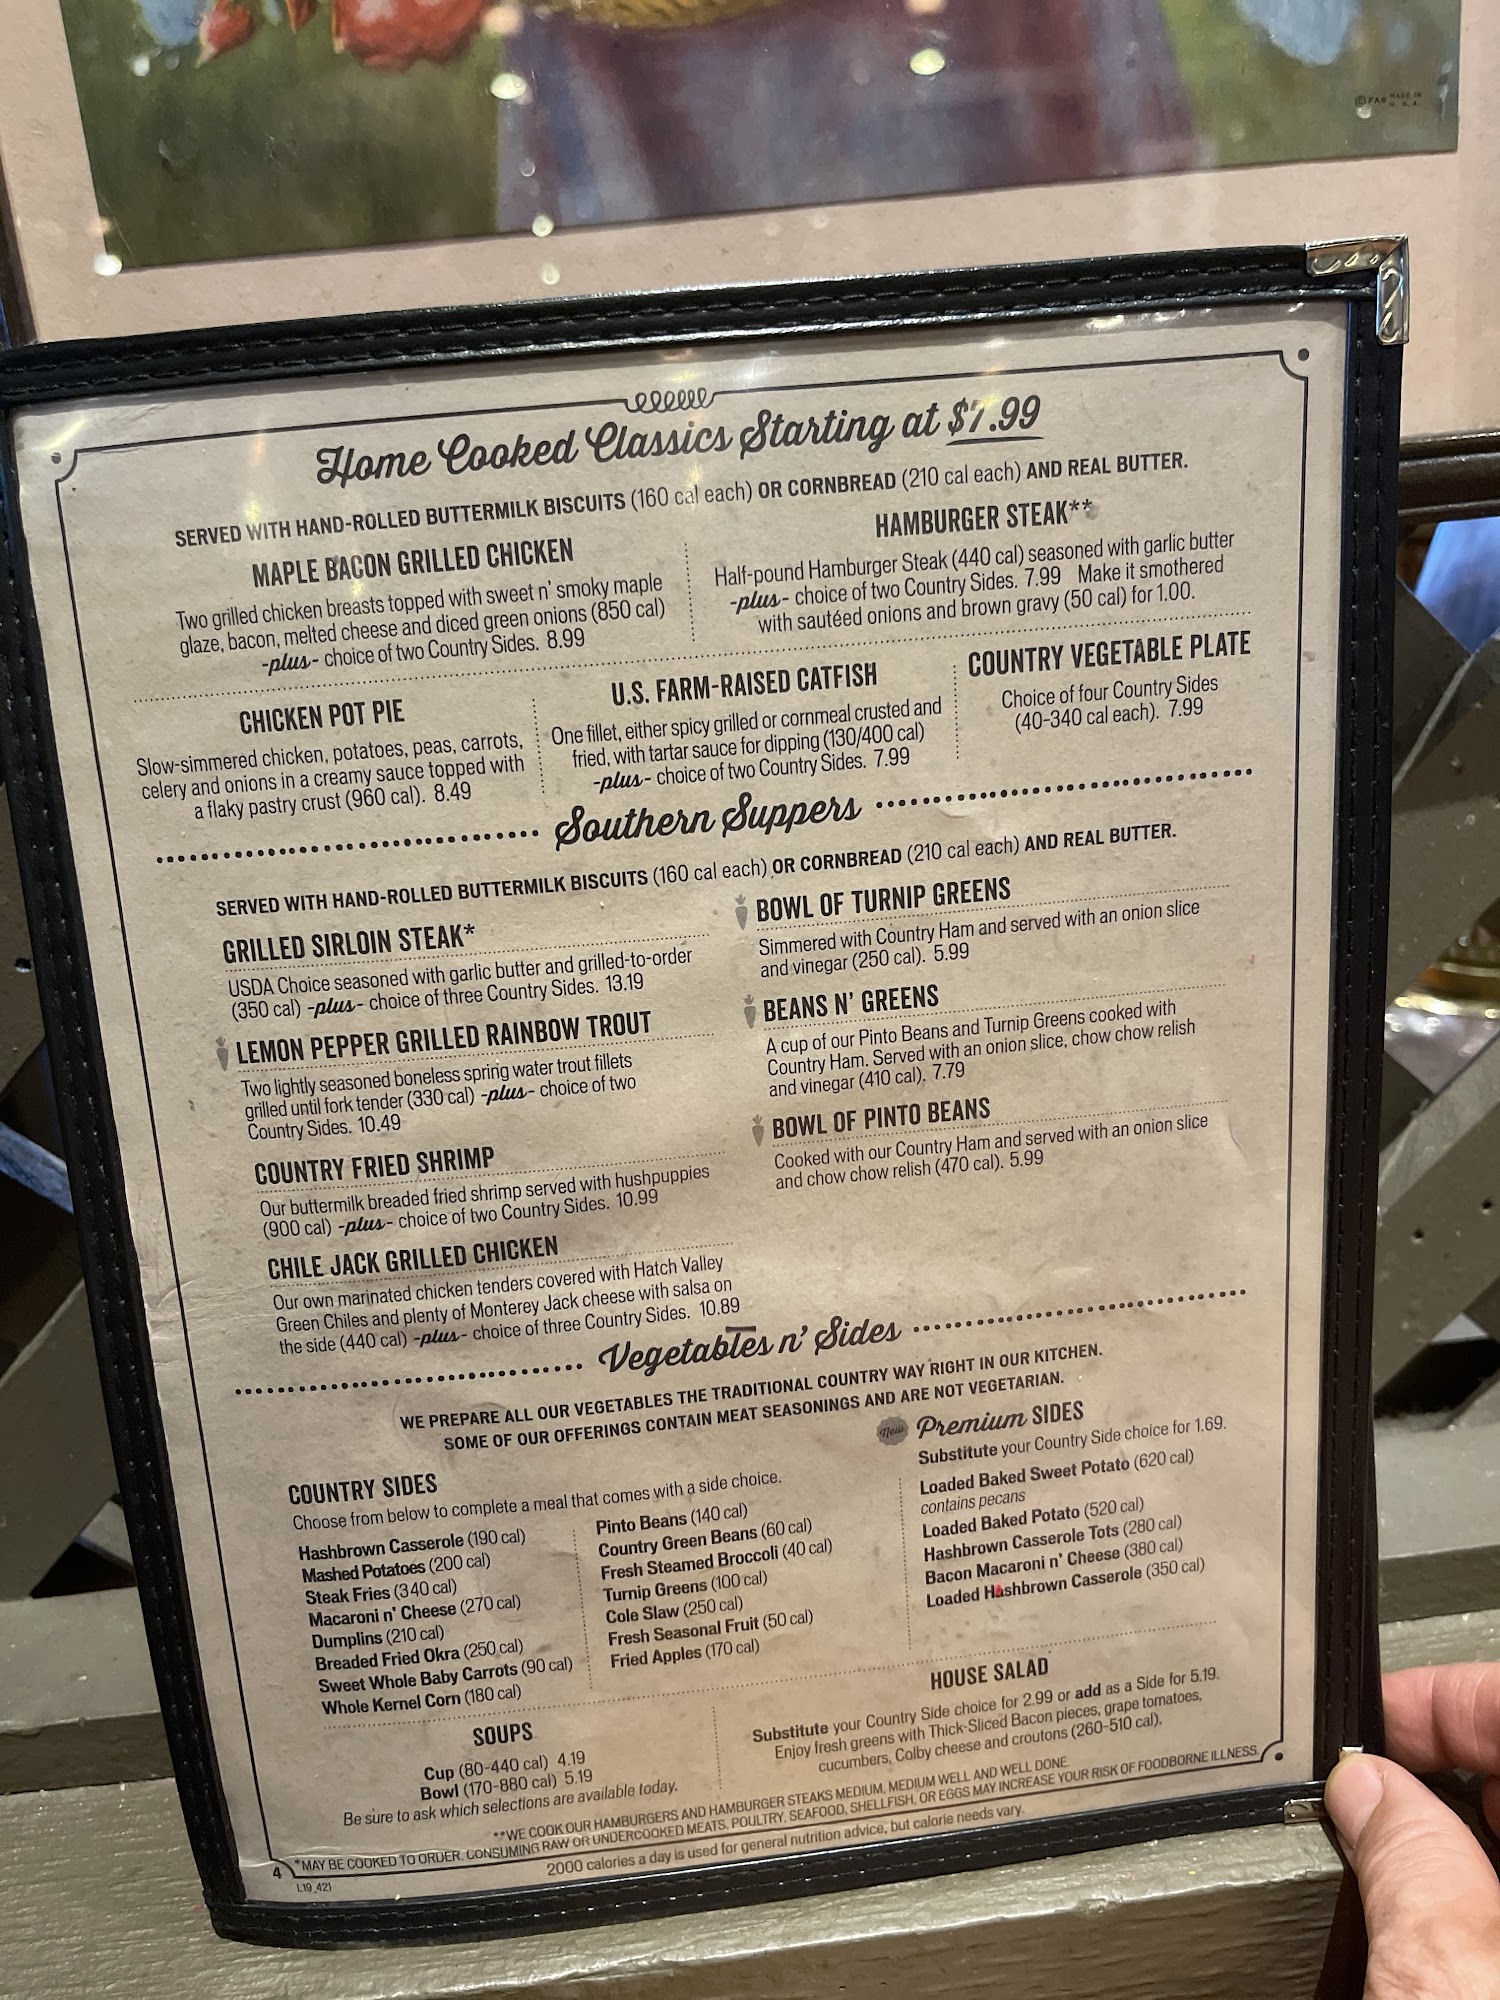 ©FAS MADE IN
U. S. A.
Home Cooked Classics Starting at $7.99
SERVED WITH HAND-ROLLED BUTTERMILK BISCUITS (160 cal each) OR CORNBREAD (210 cal each) AND REAL BUTTER.
MAPLE BACON GRILLED CHICKEN
Two grilled chicken breasts topped with sweet n' smoky maple
glaze, bacon, melted cheese and diced green onions (850 cal)
-plus- choice of two Country Sides. 8.99
HAMBURGER STEAK**
Half-pound Hamburger Steak (440 cal) seasoned with garlic butter
-plus- choice of two Country Sides. 7.99 Make it smothered
with sautéed onions and brown gravy (50 cal) for 1.00.
CHICKEN POT PIE
Slow-simmered chicken, potatoes, peas, carrots,
celery and onions in a creamy sauce topped with
a flaky pastry crust (960 cal). 8.49
U.S. FARM-RAISED CATFISH
One fillet, either spicy grilled or cornmeal crusted and
fried, with tartar sauce for dipping (130/400 cal)
-plus- choice of two Country Sides. 7.99
COUNTRY VEGETABLE PLATE
Choice of four Country Sides
(40-340 cal each). 7.99
Southern Suppers
SERVED WITH HAND-ROLLED BUTTERMILK BISCUITS (160 cal each) OR CORNBREAD (210 cal each) AND REAL BUTTER.
GRILLED SIRLOIN STEAK*
USDA Choice seasoned with garlic butter and grilled-to-order
(350 cal) -plus- choice of three Country Sides. 13.19
LEMON PEPPER GRILLED RAINBOW TROUT
Two lightly seasoned boneless spring water trout fillets
grilled until fork tender (330 cal) -plus- choice of two
Country Sides. 10.49
COUNTRY FRIED SHRIMP
Our buttermilk breaded fried shrimp served with hushpuppies
(900 cal) -plus- choice of two Country Sides. 10.99
CHILE JACK GRILLED CHICKEN
Our own marinated chicken tenders covered with Hatch Valley
Green Chiles and plenty of Monterey Jack cheese with salsa on
the side (440 cal) -plus- choice of three Country Sides. 10.89
BOWL OF TURNIP GREENS
Simmered with Country Ham and served with an onion slice
and vinegar (250 cal). 5.99
BEANS N' GREENS
A cup of our Pinto Beans and Turnip Greens cooked with
Country Ham. Served with an onion slice, chow chow relish
and vinegar (410 cal). 7.79
BOWL OF PINTO BEANS
Cooked with our Country Ham and served with an onion slice
and chow chow relish (470 cal). 5.99
Vegetables n' Sides
WE PREPARE ALL OUR VEGETABLES THE TRADITIONAL COUNTRY WAY RIGHT IN OUR KITCHEN.
SOME OF OUR OFFERINGS CONTAIN MEAT SEASONINGS AND ARE NOT VEGETARIAN.
COUNTRY SIDES
Choose from below to complete a meal that comes with a side choice.
Hashbrown Casserole (190 cal)
Mashed Potatoes (200 cal)
Steak Fries (340 cal)
Macaroni n' Cheese (270 cal)
Dumplins (210 cal)
Breaded Fried Okra (250 cal)
Sweet Whole Baby Carrots (90 cal)
Whole Kernel Corn (180 cal)
Pinto Beans (140 cal)
Country Green Beans (60 cal)
Fresh Steamed Broccoli (40 cal)
Turnip Greens (100 cal)
Cole Slaw (250 cal)
Fresh Seasonal Fruit (50 cal)
Fried Apples (170 cal)
New Premium SIDES
Substitute your Country Side choice for 1.69.
Loaded Baked Sweet Potato (620 cal)
contains pecans
Loaded Baked Potato (520 cal)
Hashbrown Casserole Tots (280 cal)
Bacon Macaroni n' Cheese (380 cal)
Loaded Hashbrown Casserole (350 cal)
SOUPS
Cup (80-440 cal) 4.19
Bowl (170-880 cal) 5.19
Be sure to ask which selections are available today.
HOUSE SALAD
Substitute your Country Side choice for 2.99 or add as a Side for 5.19.
Enjoy fresh greens with Thick-Sliced Bacon pieces, grape tomatoes,
cucumbers, Colby cheese and croutons (260-510 cal).
**WE COOK OUR HAMBURGERS AND HAMBURGER STEAKS MEDIUM, MEDIUM WELL AND WELL DONE
*MAY BE COOKED TO ORDER. CONSUMING RAW OR UNDERCOOKED MEATS, POULTRY, SEAFOOD, SHELLFISH, OR EGGS MAY INCREASE YOUR RISK OF FOODBORNE ILLNESS.
2000 calories a day is used for general nutrition advice, but calorie needs vary.
4
L19_421